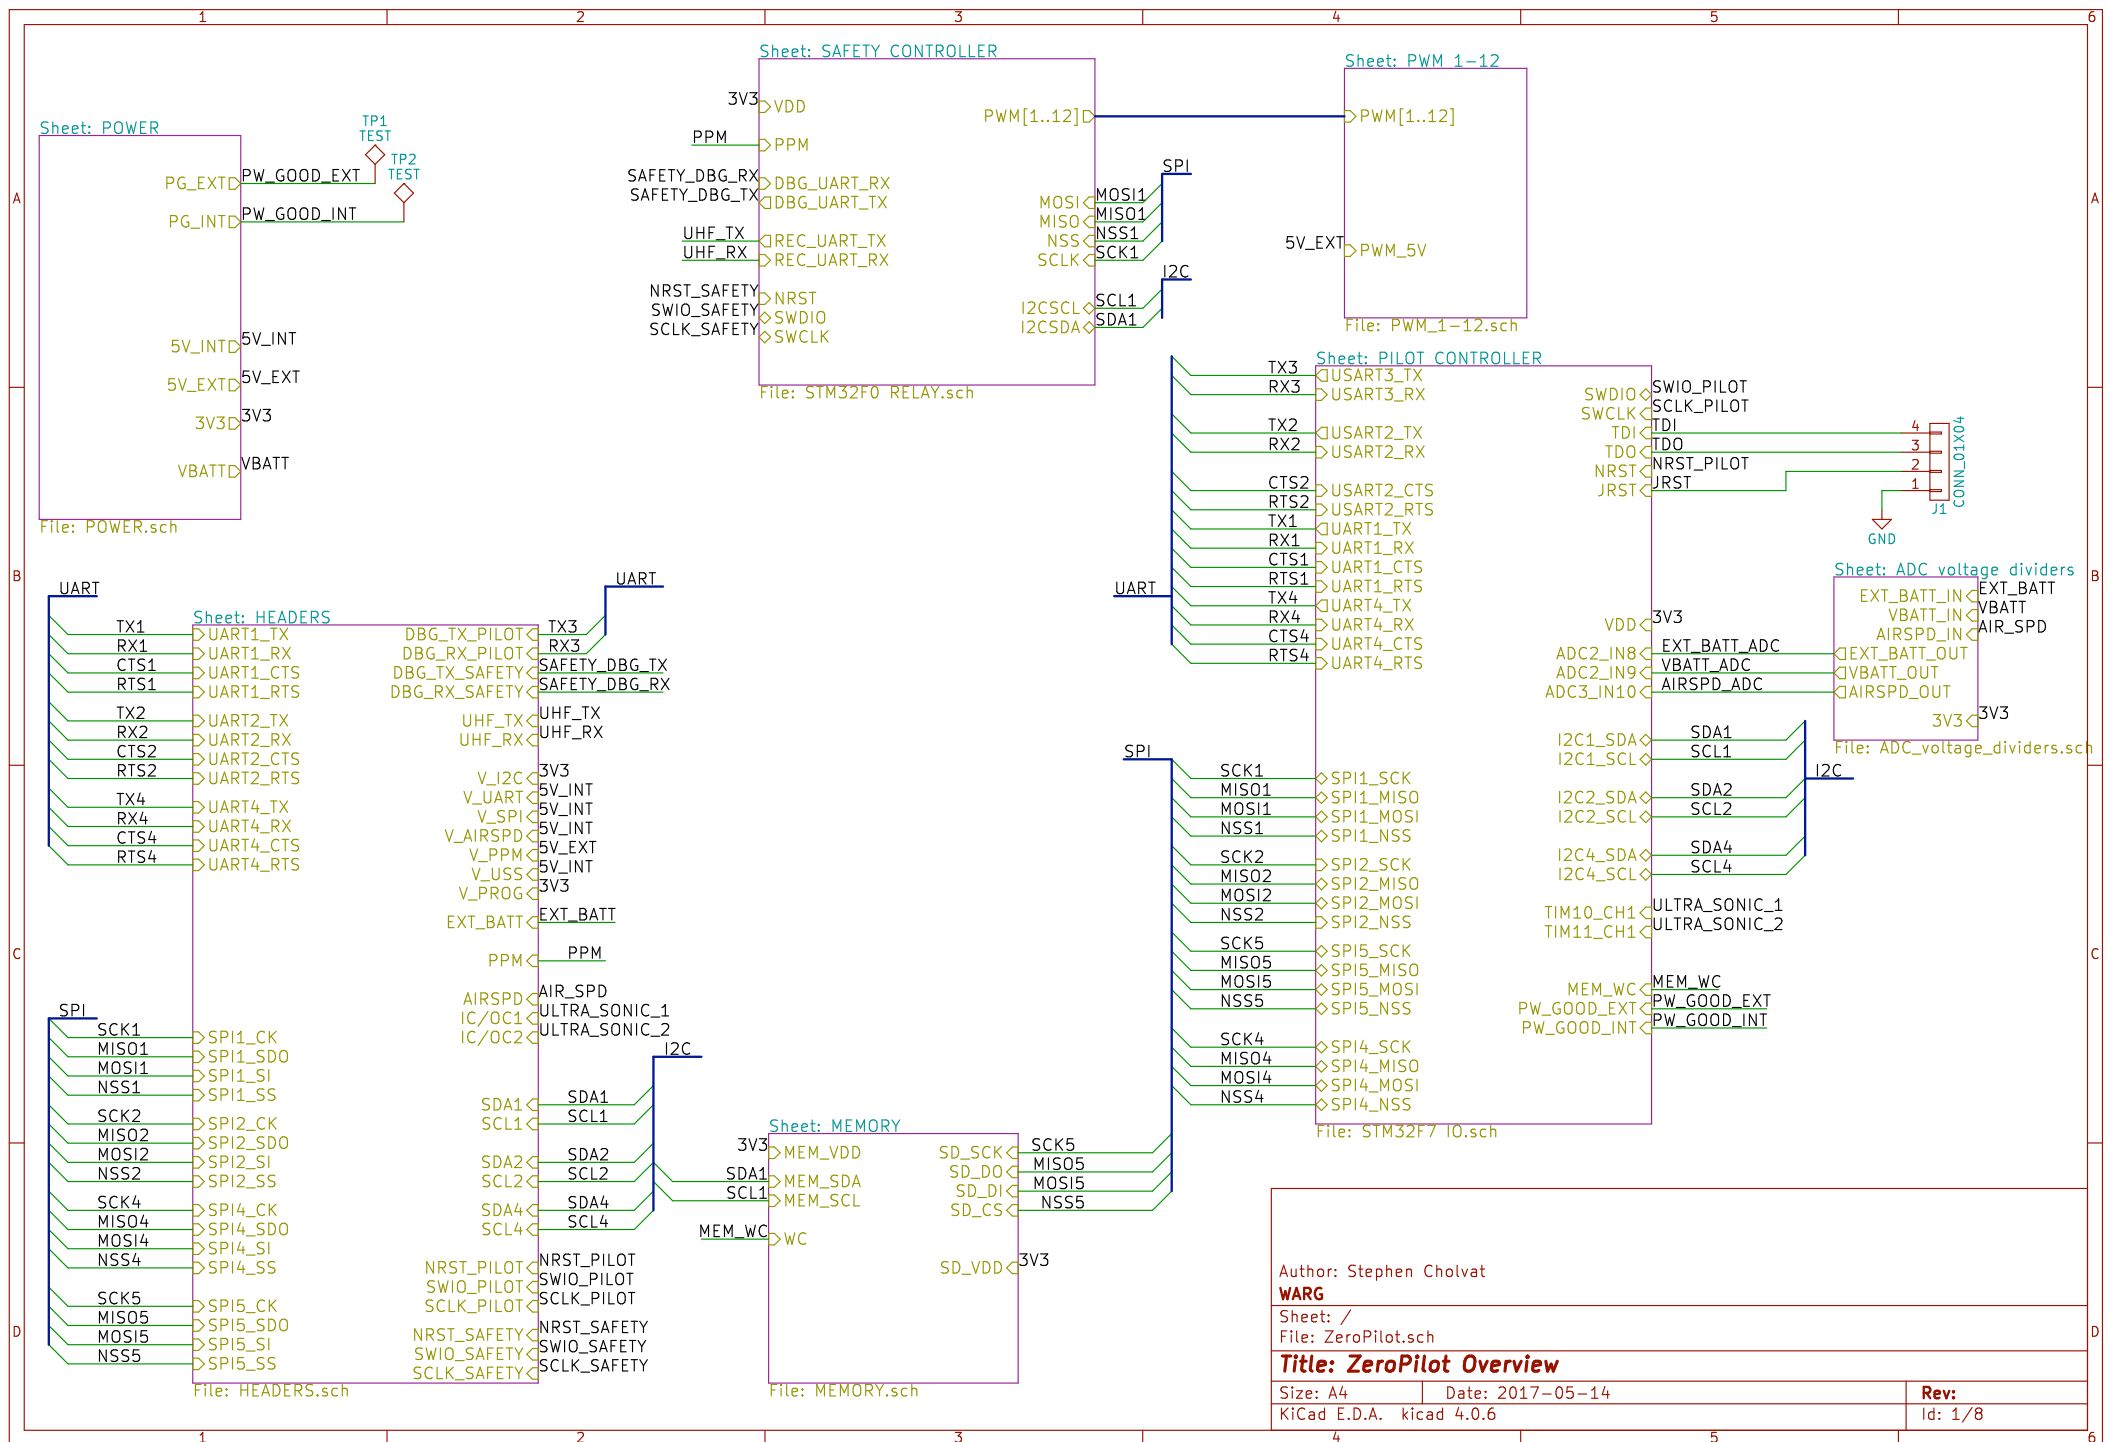 1 2 3 4 5 6
A
B
C
D
Sheet: POWER
PG_EXT
PG_INT
5V_INT
5V_EXT
3V3
VBATT
PW_GOOD_EXT
PW_GOOD_INT
5V_INT
5V_EXT
3V3
VBATT
File: POWER.sch
TP1
TEST
TP2
TEST
Sheet: SAFETY CONTROLLER
3V3
VDD
PPM
PPM
SAFETY_DBG_RX
DBG_UART_RX
SAFETY_DBG_TX
DBG_UART_TX
UHF_TX
REC_UART_TX
UHF_RX
REC_UART_RX
NRST_SAFETY
NRST
SWIO_SAFETY
SWDIO
SCLK_SAFETY
SWCLK
PWM[1..12]
SPI
MOSI
MOSI1
MISO
MISO1
NSS
NSS1
SCLK
SCK1
I2C
I2CSCL
SCL1
I2CSDA
SDA1
File: STM32F0 RELAY.sch
Sheet: PWM 1-12
PWM[1..12]
5V_EXT
PWM_5V
File: PWM_1-12.sch
Sheet: PILOT CONTROLLER
UART
TX3
USART3_TX
RX3
USART3_RX
TX2
USART2_TX
RX2
USART2_RX
CTS2
USART2_CTS
RTS2
USART2_RTS
TX1
UART1_TX
RX1
UART1_RX
CTS1
UART1_CTS
RTS1
UART1_RTS
TX4
UART4_TX
RX4
UART4_RX
CTS4
UART4_CTS
RTS4
UART4_RTS
SPI
SCK1
SPI1_SCK
MISO1
SPI1_MISO
MOSI1
SPI1_MOSI
NSS1
SPI1_NSS
SCK2
SPI2_SCK
MISO2
SPI2_MISO
MOSI2
SPI2_MOSI
NSS2
SPI2_NSS
SCK5
SPI5_SCK
MISO5
SPI5_MISO
MOSI5
SPI5_MOSI
NSS5
SPI5_NSS
SCK4
SPI4_SCK
MISO4
SPI4_MISO
MOSI4
SPI4_MOSI
NSS4
SPI4_NSS
SWDIO
SWIO_PILOT
SWCLK
SCLK_PILOT
TDI
TDI
TDO
TDO
NRST
NRST_PILOT
JRST
JRST
VDD
3V3
ADC2_IN8
EXT_BATT_ADC
ADC2_IN9
VBATT_ADC
ADC3_IN10
AIRSPD_ADC
I2C1_SDA
SDA1
I2C1_SCL
SCL1
I2C2_SDA
SDA2
I2C2_SCL
SCL2
I2C4_SDA
SDA4
I2C4_SCL
SCL4
I2C
TIM10_CH1
ULTRA_SONIC_1
TIM11_CH1
ULTRA_SONIC_2
MEM_WC
MEM_WC
PW_GOOD_EXT
PW_GOOD_EXT
PW_GOOD_INT
PW_GOOD_INT
File: STM32F7 IO.sch
4
3
2
1
J1
CONN_01X04
GND
Sheet: ADC voltage dividers
EXT_BATT_IN
EXT_BATT
VBATT_IN
VBATT
AIRSPD_IN
AIR_SPD
EXT_BATT_OUT
VBATT_OUT
AIRSPD_OUT
3V3
3V3
File: ADC_voltage_dividers.sch
Sheet: HEADERS
UART
TX1
UART1_TX
RX1
UART1_RX
CTS1
UART1_CTS
RTS1
UART1_RTS
TX2
UART2_TX
RX2
UART2_RX
CTS2
UART2_CTS
RTS2
UART2_RTS
TX4
UART4_TX
RX4
UART4_RX
CTS4
UART4_CTS
RTS4
UART4_RTS
SPI
SCK1
SPI1_CK
MISO1
SPI1_SDO
MOSI1
SPI1_SI
NSS1
SPI1_SS
SCK2
SPI2_CK
MISO2
SPI2_SDO
MOSI2
SPI2_SI
NSS2
SPI2_SS
SCK4
SPI4_CK
MISO4
SPI4_SDO
MOSI4
SPI4_SI
NSS4
SPI4_SS
SCK5
SPI5_CK
MISO5
SPI5_SDO
MOSI5
SPI5_SI
NSS5
SPI5_SS
UART
DBG_TX_PILOT
TX3
DBG_RX_PILOT
RX3
DBG_TX_SAFETY
SAFETY_DBG_TX
DBG_RX_SAFETY
SAFETY_DBG_RX
UHF_TX
UHF_TX
UHF_RX
UHF_RX
V_I2C
3V3
V_UART
5V_INT
V_SPI
5V_INT
V_AIRSPD
5V_INT
V_PPM
5V_EXT
V_USS
5V_INT
V_PROG
3V3
EXT_BATT
EXT_BATT
PPM
PPM
AIRSPD
AIR_SPD
IC/OC1
ULTRA_SONIC_1
IC/OC2
ULTRA_SONIC_2
I2C
SDA1
SDA1
SCL1
SCL1
SDA2
SDA2
SCL2
SCL2
SDA4
SDA4
SCL4
SCL4
NRST_PILOT
NRST_PILOT
SWIO_PILOT
SWIO_PILOT
SCLK_PILOT
SCLK_PILOT
NRST_SAFETY
NRST_SAFETY
SWIO_SAFETY
SWIO_SAFETY
SCLK_SAFETY
SCLK_SAFETY
File: HEADERS.sch
Sheet: MEMORY
3V3
MEM_VDD
SDA1
MEM_SDA
SCL1
MEM_SCL
MEM_WC
WC
SD_SCK
SCK5
SD_DO
MISO5
SD_DI
MOSI5
SD_CS
NSS5
SD_VDD
3V3
File: MEMORY.sch
Author: Stephen Cholvat
WARG
Sheet: /
File: ZeroPilot.sch
Title: ZeroPilot Overview
Size: A4
Date: 2017-05-14
Rev:
KiCad E.D.A. kicad 4.0.6
Id: 1/8
A
B
C
D
1 2 3 4 5 6